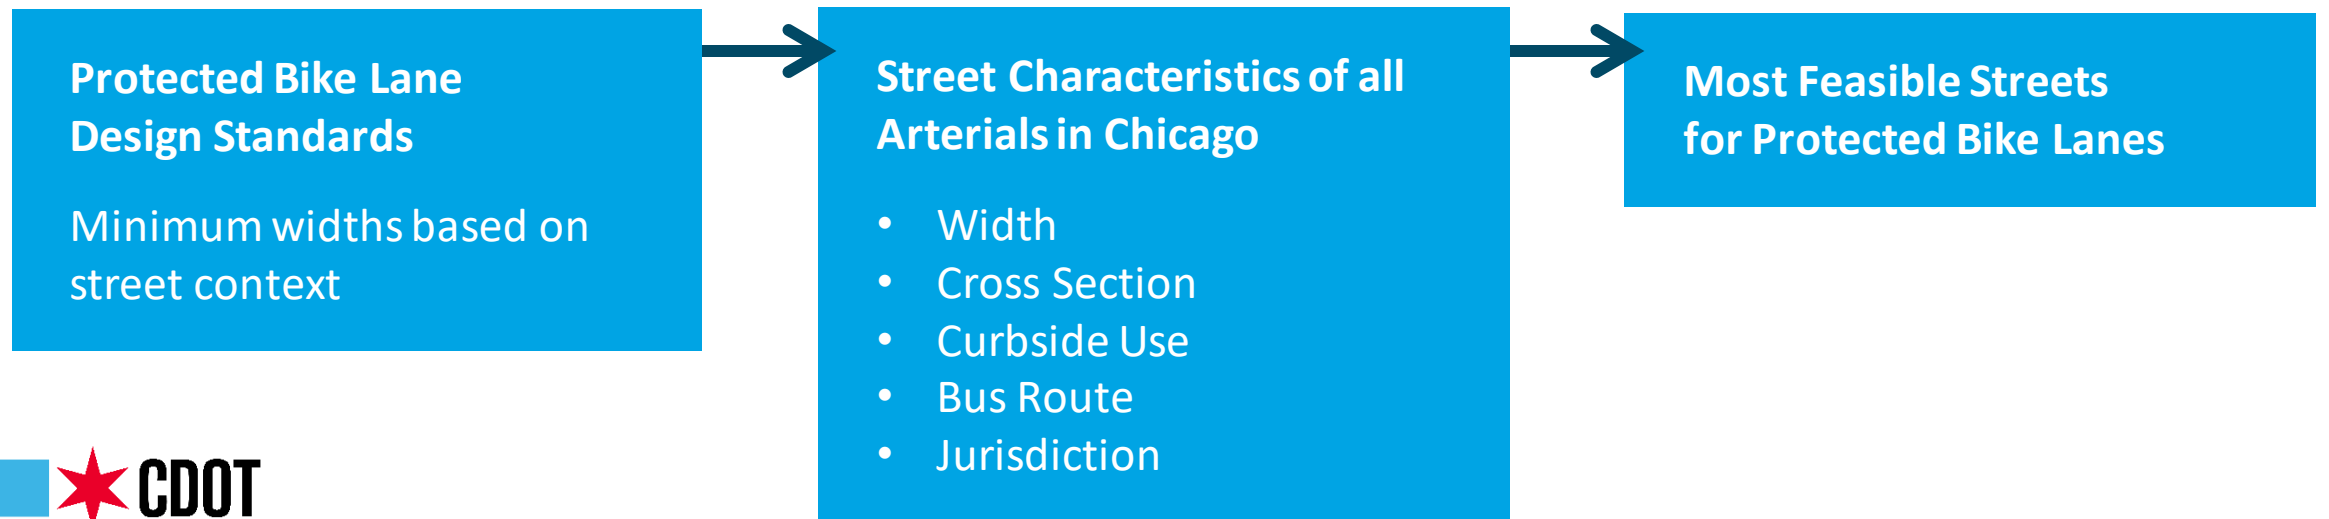 Protected Bike Lane
Design Standards
Minimum widths based on
street context
Street Characteristics of all
Arterials in Chicago
• Width
• Cross Section
• Curbside Use
• Bus Route
• Jurisdiction
Most Feasible Streets
for Protected Bike Lanes
CDOT